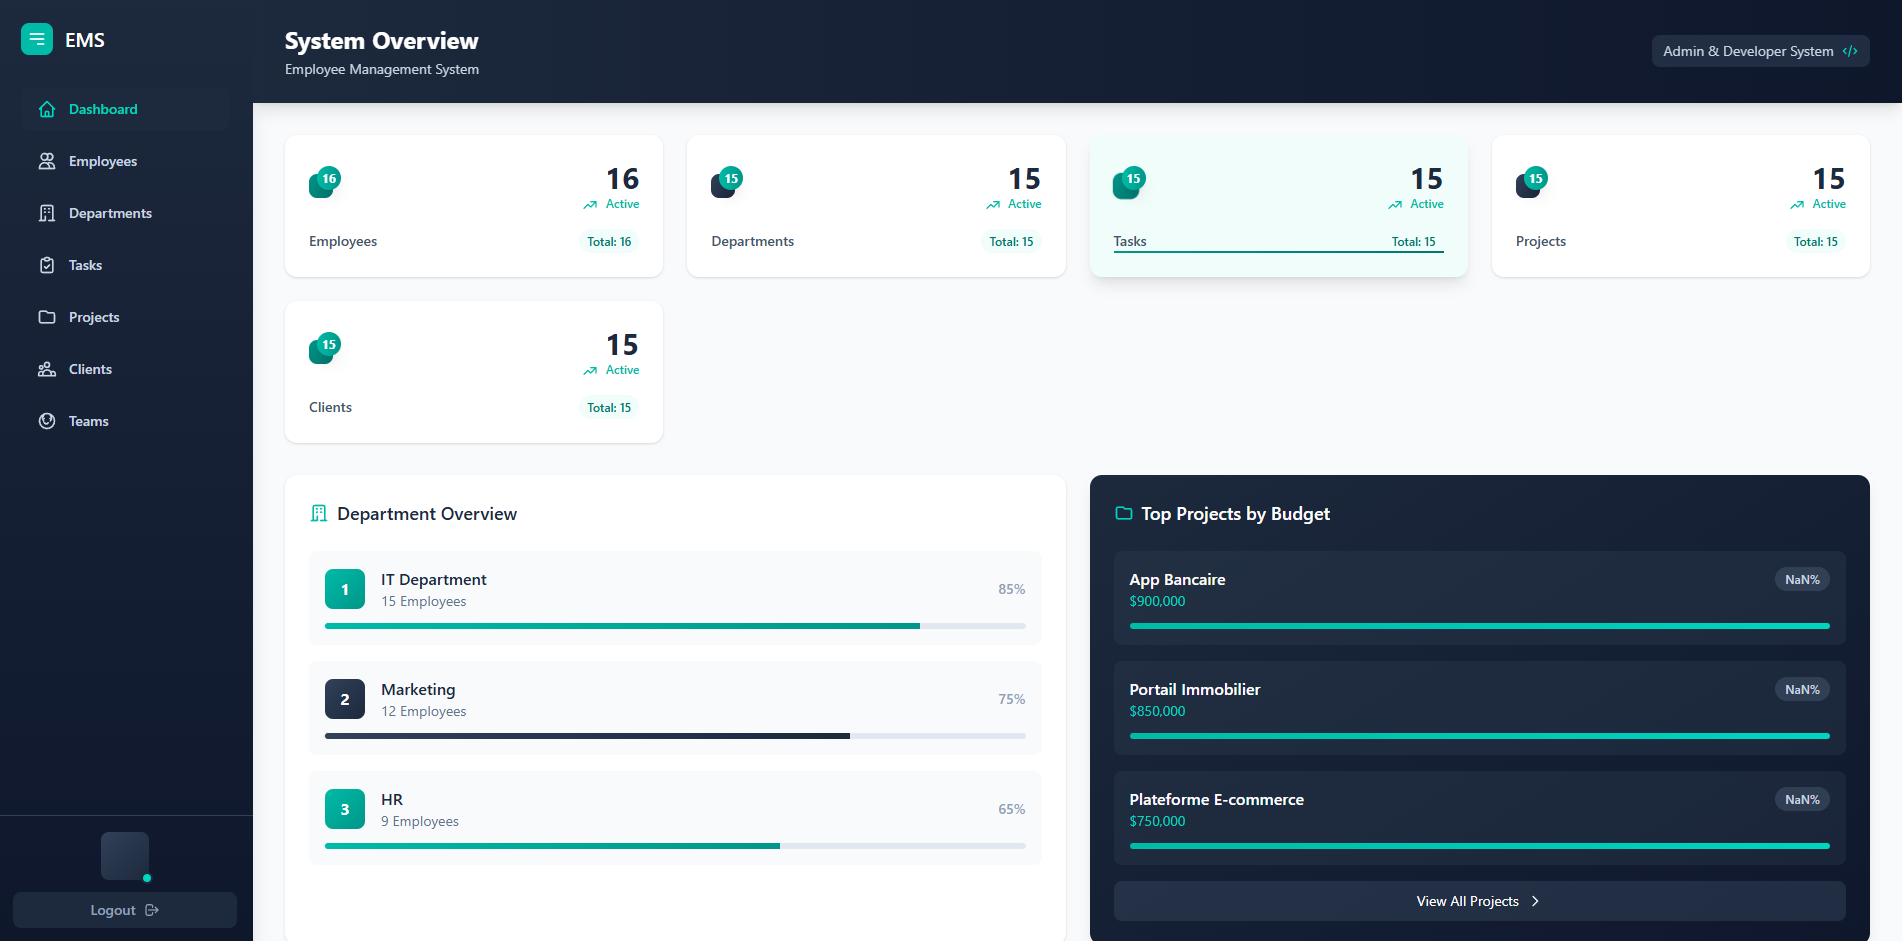 EMS
Dashboard
Employees
Departments
Tasks
Projects
Clients
Teams
Logout
System Overview
Employee Management System
Admin & Developer System </>
16
16
Active
Employees
Total: 16
15
15
Active
Departments
Total: 15
15
15
Active
Tasks
Total: 15
15
15
Active
Projects
Total: 15
15
15
Active
Clients
Total: 15
Department Overview
1
IT Department
15 Employees
85%
2
Marketing
12 Employees
75%
3
HR
9 Employees
65%
Top Projects by Budget
App Bancaire
$900,000
NaN%
Portail Immobilier
$850,000
NaN%
Plateforme E-commerce
$750,000
NaN%
View All Projects